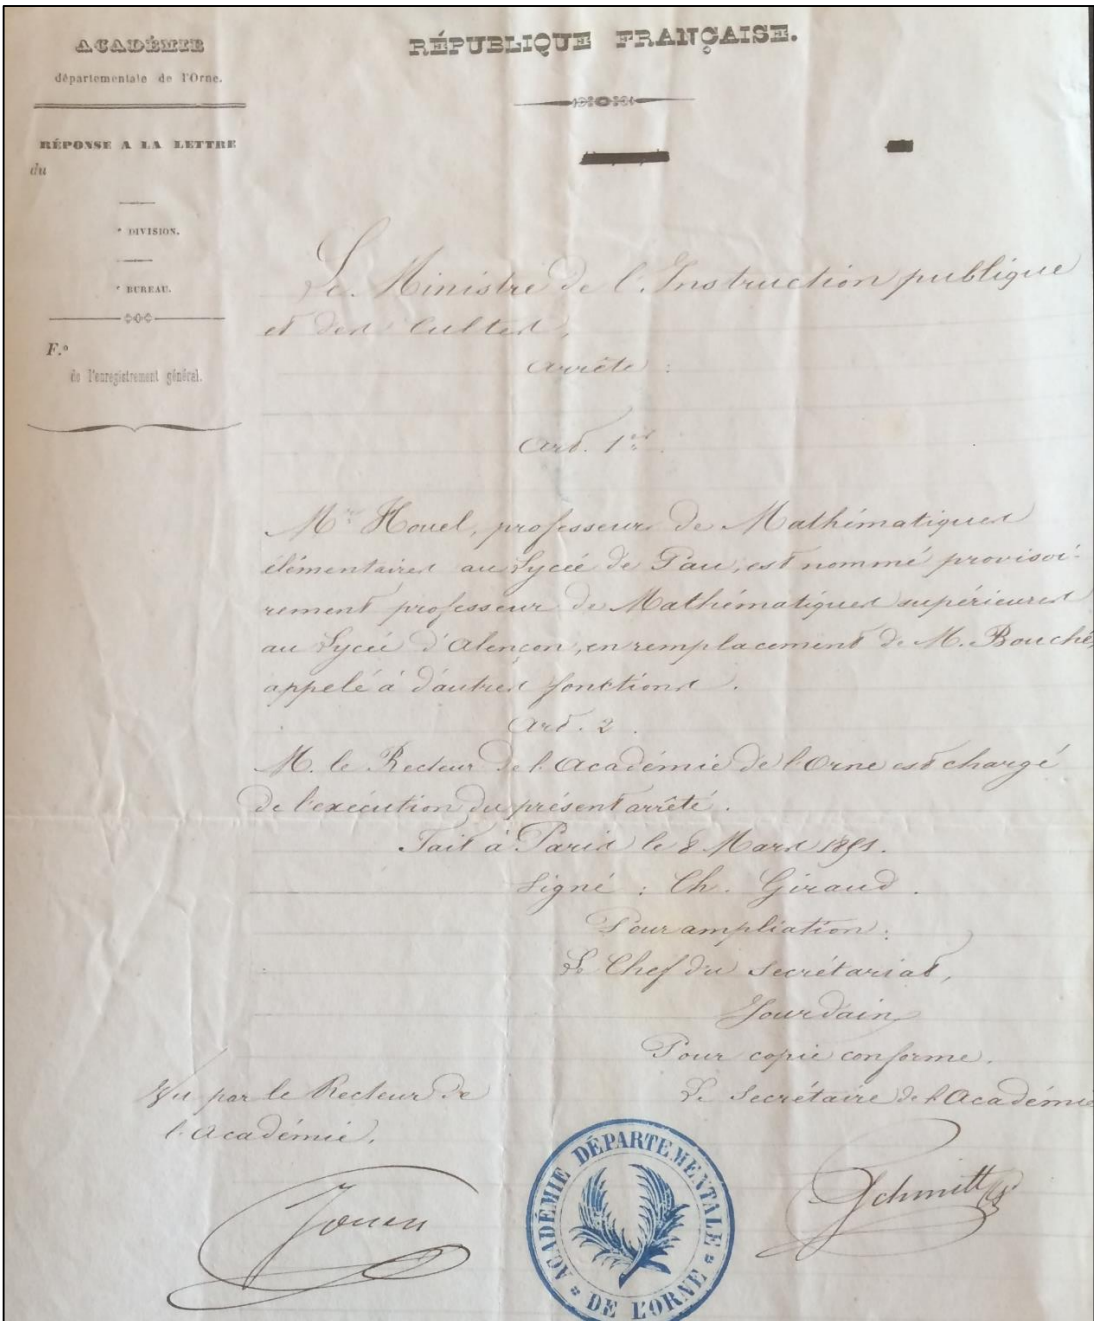 ACADÉMIE
départementale de l'Orne.
RÉPONSE A LA LETTRE
du
e DIVISION.
e BUREAU.
F.o
de l'enregistrement général.
RÉPUBLIQUE FRANÇAISE.
Le Ministre de l'Instruction publique
et des Cultes,
Arrête :
Art. 1er.
Mr Houel, professeur de Mathématiques
élémentaires au Lycée de Pau, est nommé provisoi-
rement professeur de Mathématiques supérieures
au Lycée d'Alençon, en remplacement de M. Bouché,
appelé à d'autres fonctions.
Art. 2.
M. le Recteur de l'Académie de l'Orne est chargé
de l'exécution du présent arrêté.
Fait à Paris le 8 Mars 1851.
Signé : Ch. Giraud.
Pour ampliation :
Le Chef du Secrétariat,
Jourdain
Pour copie conforme.
Le Secrétaire de l'Académie
Schmitt
Vu par le Recteur de
l'Académie.
Jouen
ACADÉMIE DÉPARTEMENTALE
DE L'ORNE